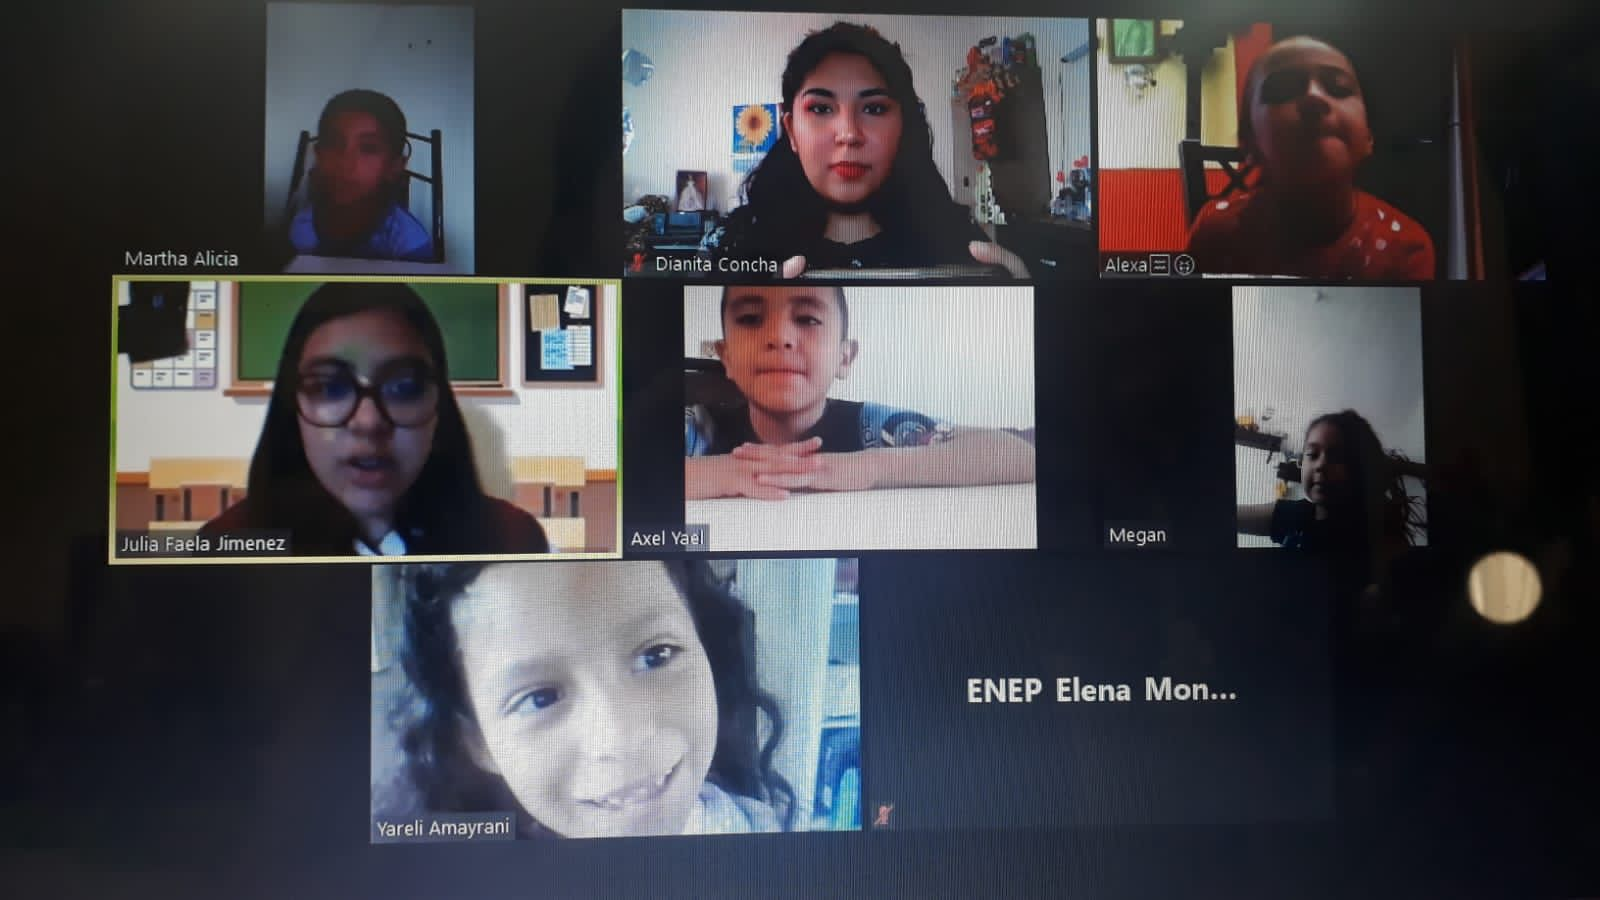 Martha Alicia
Dianita Concha
Alexa
Julia Faela Jimenez
Axel Yael
Megan
Yareli Amayrani
ENEP Elena Mon...